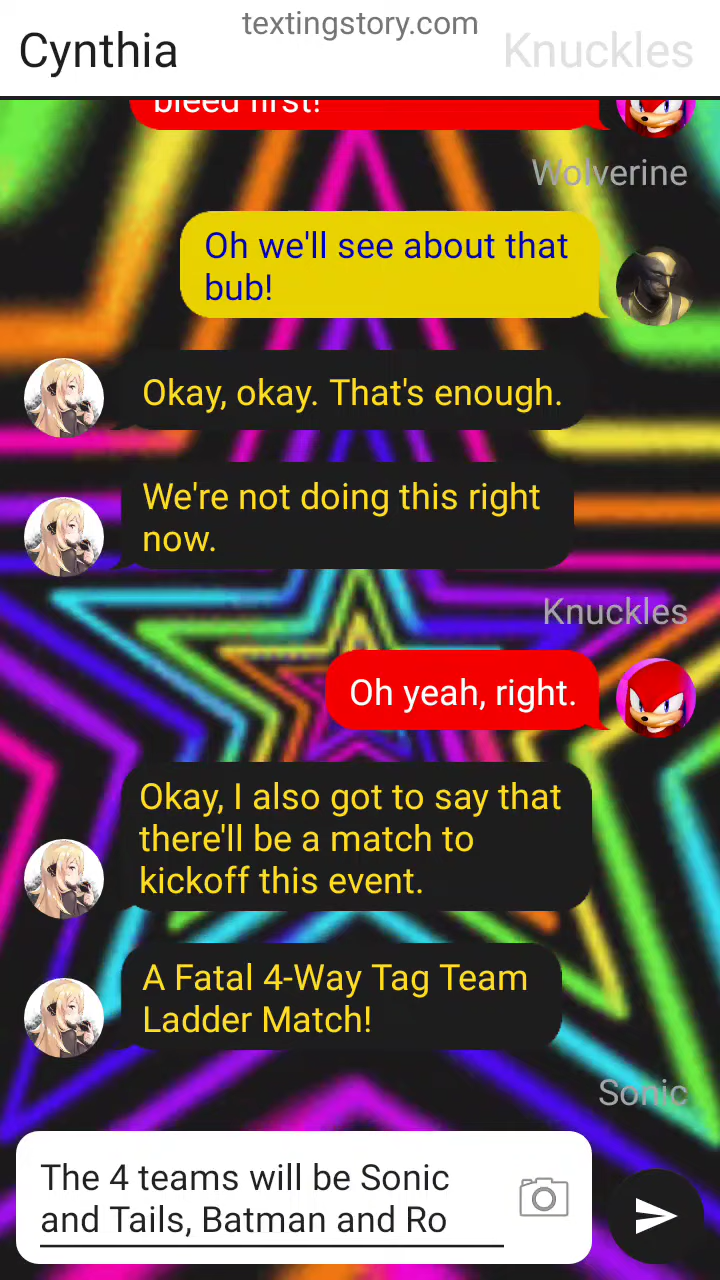 textingstory.com
Cynthia
Knuckles
bleed first!
Wolverine
Oh we'll see about that
bub!
Okay, okay. That's enough.
We're not doing this right
now.
Knuckles
Oh yeah, right.
Okay, I also got to say that
there'll be a match to
kickoff this event.
A Fatal 4-Way Tag Team
Ladder Match!
Sonic
The 4 teams will be Sonic
and Tails, Batman and Ro